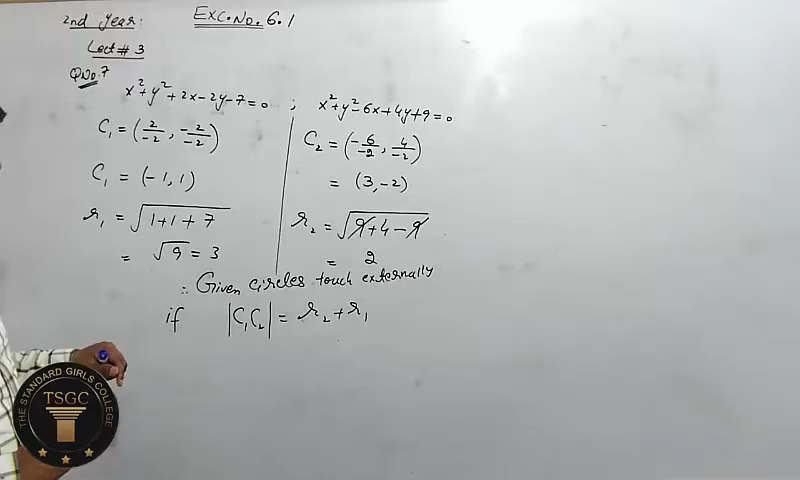 2nd Year:
Exc.No. 6.1
Lect # 3
Q No. 7
x²+y²+2x-2y-7=0 ; x²+y²-6x+4y+9=0
C₁ = (2/-2, -2/-2)
C₁ = (-1, 1)
r₁ = √(1+1+7)
= √9 = 3
C₂ = (-6/-2, 4/-2)
= (3, -2)
r₂ = √(9+4-9)
= 2
∴ Given circles touch externally
if |C₁C₂| = r₂+r₁
THE STANDARD GIRLS COLLEGE
TSGC